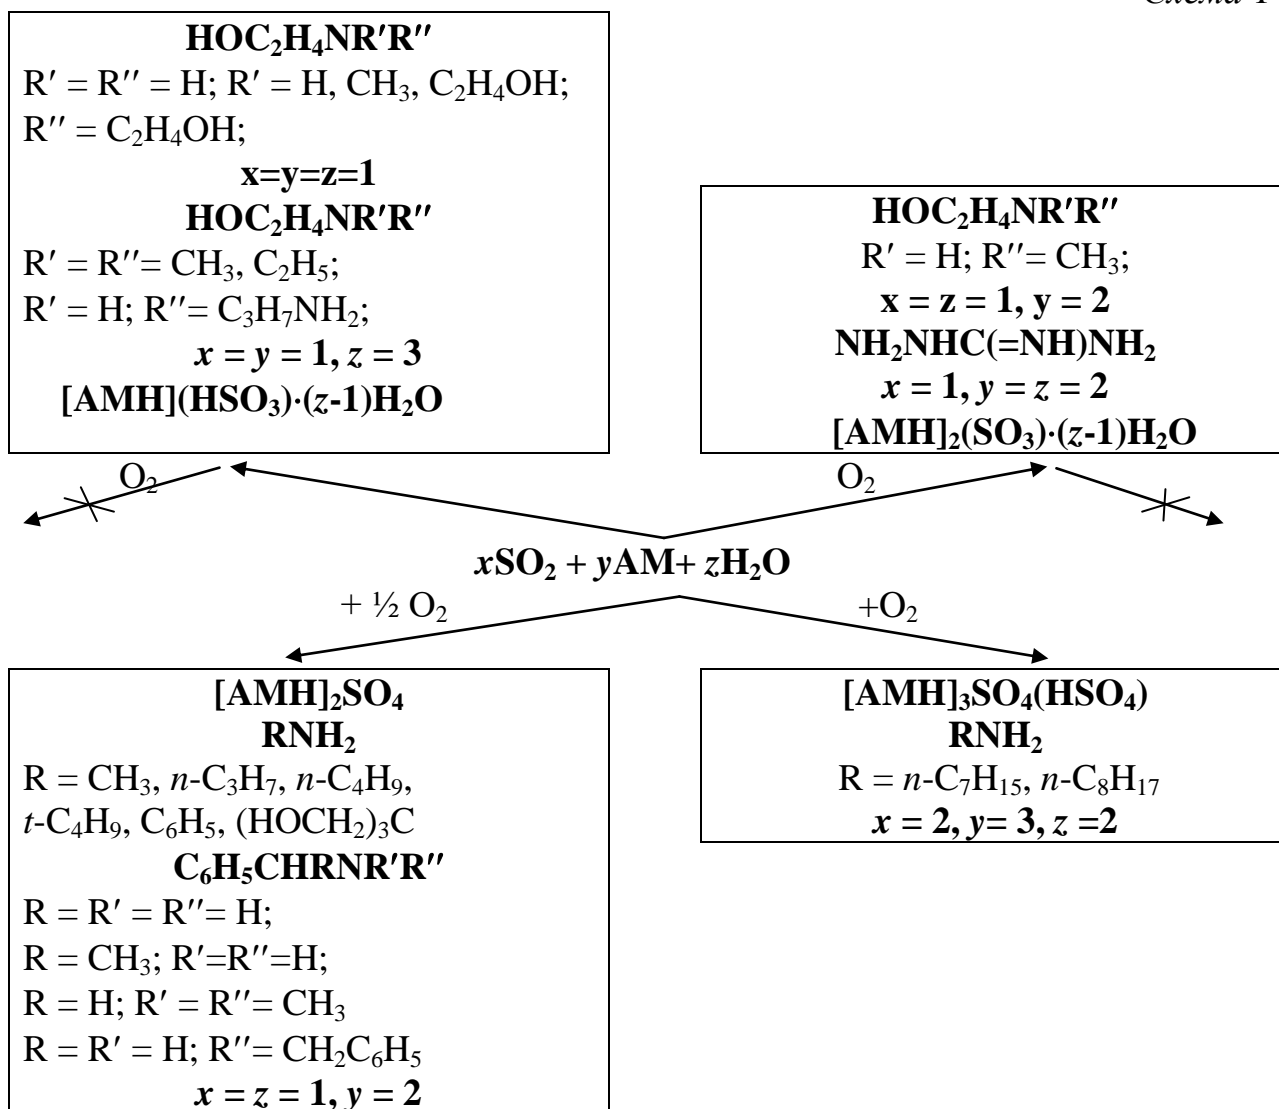 Схема 1
HOC₂H₄NR′R″
R′ = R″ = H; R′ = H, CH₃, C₂H₄OH;
R″ = C₂H₄OH;
x=y=z=1
HOC₂H₄NR′R″
R′ = R″= CH₃, C₂H₅;
R′ = H; R″= C₃H₇NH₂;
x = y = 1, z = 3
[AMH](HSO₃)·(z-1)H₂O
HOC₂H₄NR′R″
R′ = H; R″= CH₃;
x = z = 1, y = 2
NH₂NHC(=NH)NH₂
x = 1, y = z = 2
[AMH]₂(SO₃)·(z-1)H₂O
O₂
O₂
xSO₂ + yAM+ zH₂O
+ ½ O₂
+O₂
[AMH]₂SO₄
RNH₂
R = CH₃, n-C₃H₇, n-C₄H₉,
t-C₄H₉, C₆H₅, (HOCH₂)₃C
C₆H₅CHRNR′R″
R = R′ = R″= H;
R = CH₃; R′=R″=H;
R = H; R′ = R″= CH₃
R = R′ = H; R″= CH₂C₆H₅
x = z = 1, y = 2
[AMH]₃SO₄(HSO₄)
RNH₂
R = n-C₇H₁₅, n-C₈H₁₇
x = 2, y= 3, z =2